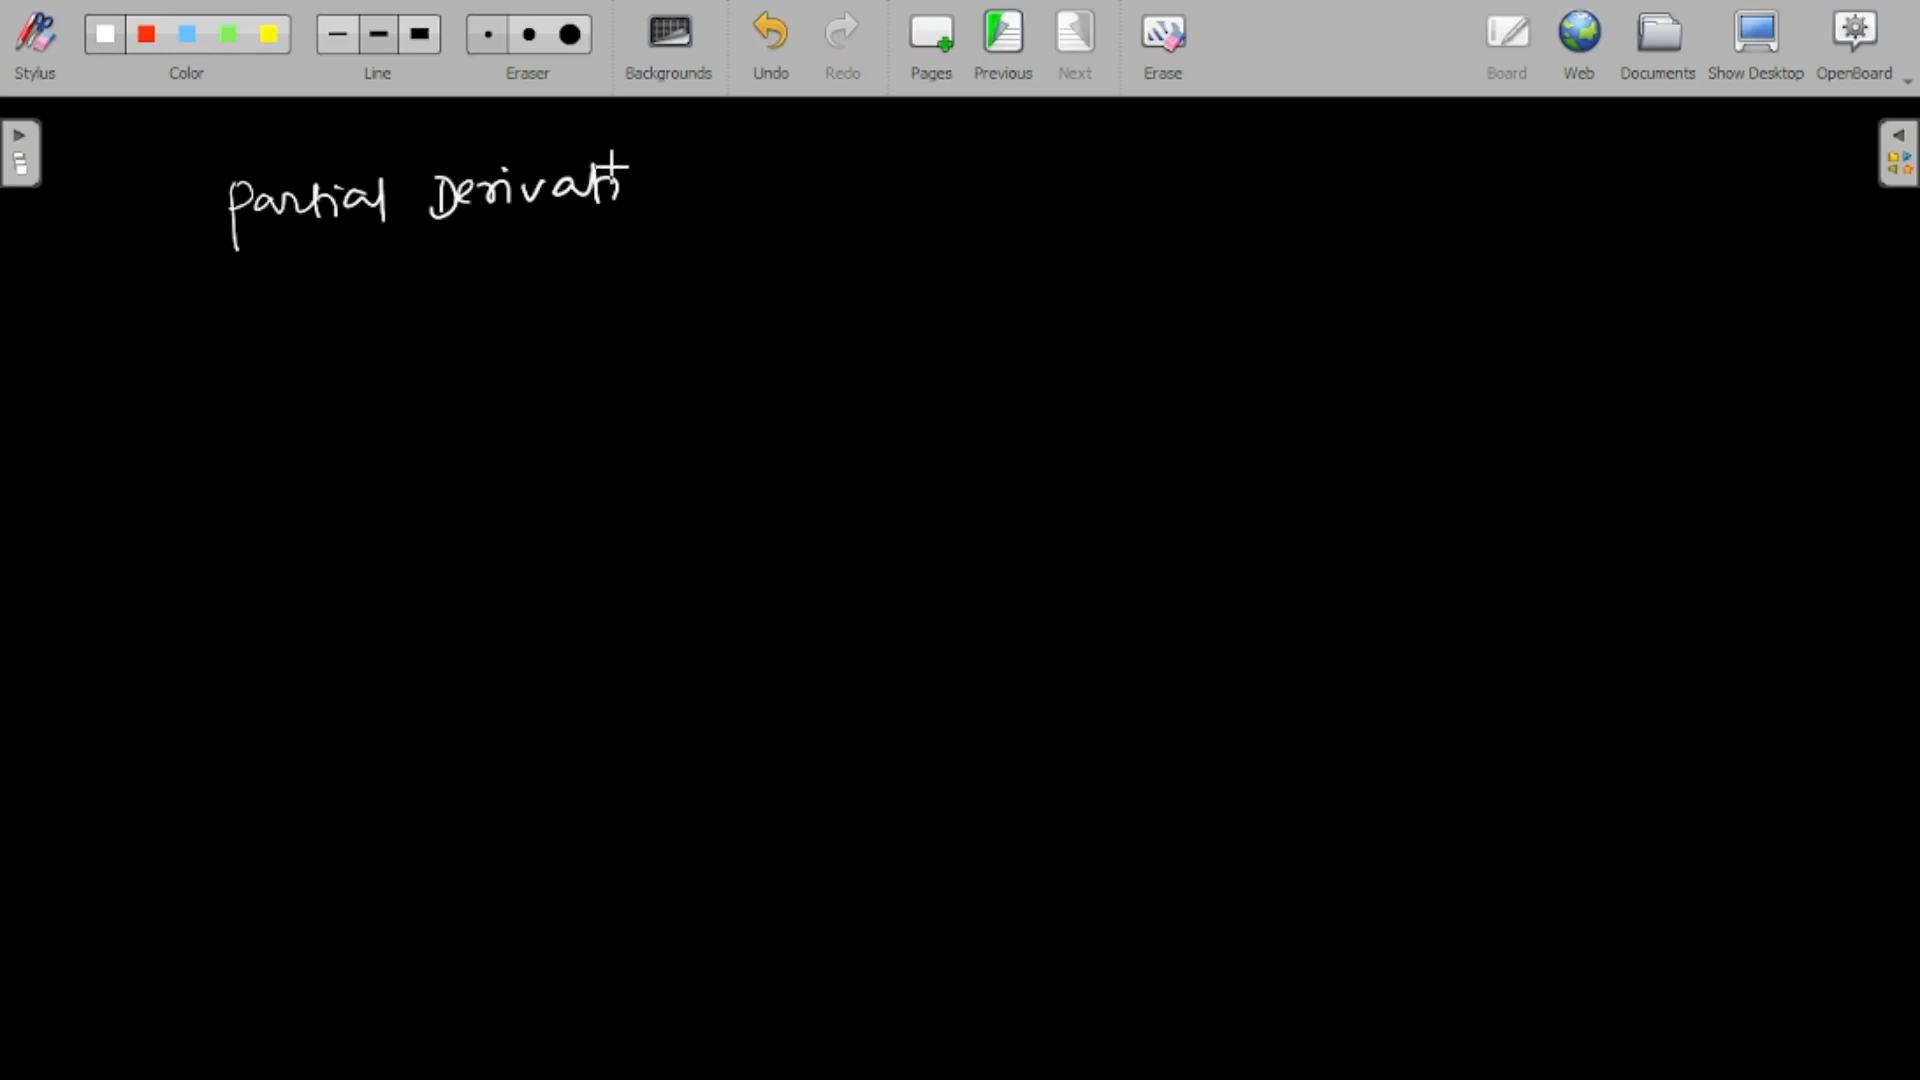 Stylus Color Line Eraser Backgrounds Undo Redo Pages Previous Next Erase Board Web Documents Show Desktop OpenBoard
Partial Derivati